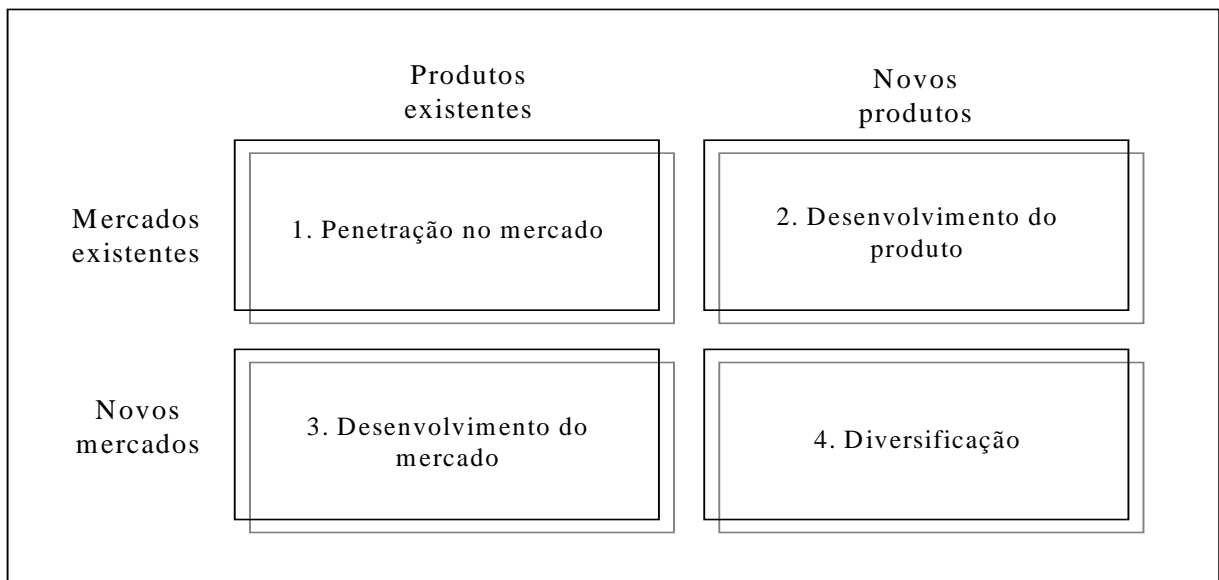 Produtos
existentes
Novos
produtos
Mercados
existentes
1. Penetração no mercado
2. Desenvolvimento do
produto
Novos
mercados
3. Desenvolvimento do
mercado
4. Diversificação